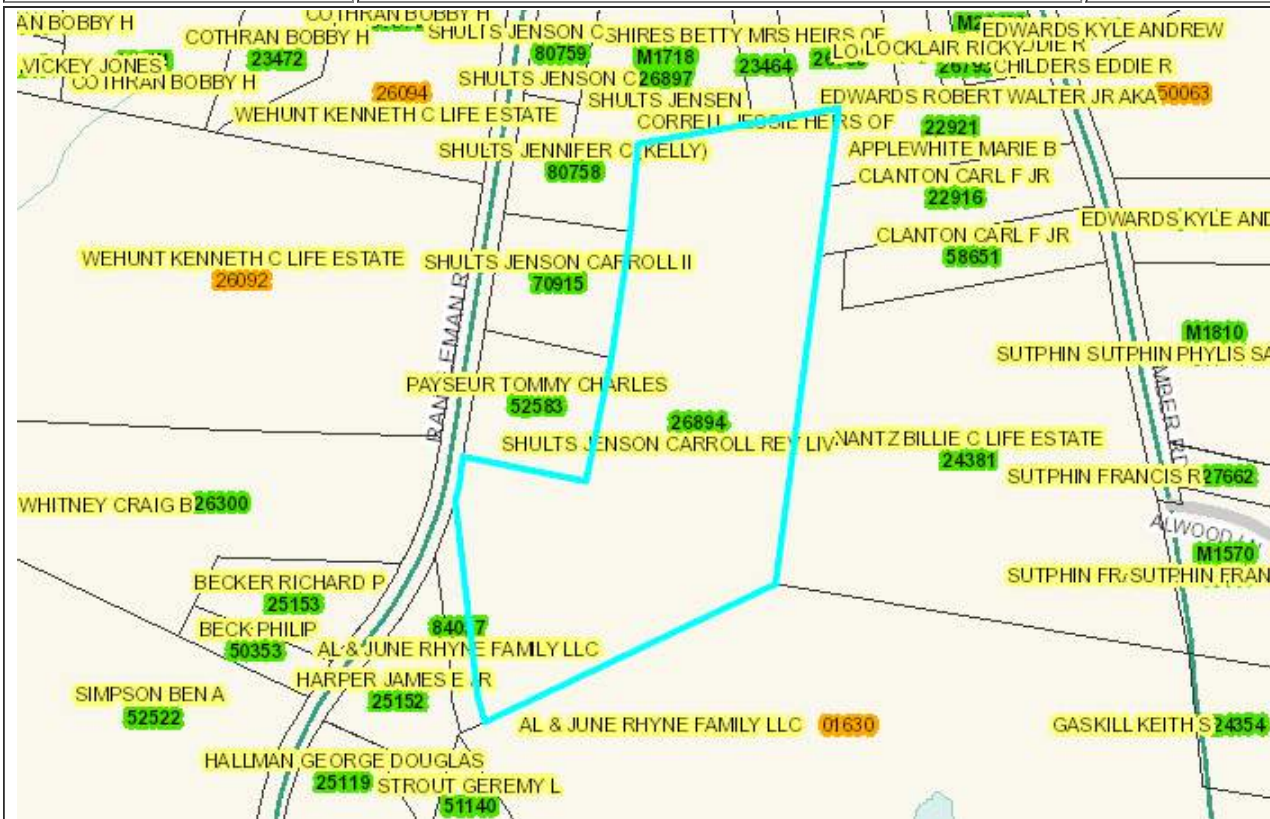 AN BOBBY H
COTHRAN BOBBY H
COTHRAN BOBBY H
23472
VICKEY JONES
COTHRAN BOBBY H
SHULTS JENSON C
80759
SHIRES BETTY MRS HEIRS OF
M1718
26897
SHULTS JENSON C
23464
LOCKLAIR RICKY
EDDIE R
EDWARDS KYLE ANDREW
CHILDERS EDDIE R
26094
WEHUNT KENNETH C LIFE ESTATE
SHULTS JENSEN
CORRELL JESSIE HEIRS OF
EDWARDS ROBERT WALTER JR AKA
50063
22921
APPLEWHITE MARIE B
SHULTS JENNIFER C (KELLY)
80758
CLANTON CARL F JR
22916
EDWARDS KYLE AND
CLANTON CARL F JR
58651
WEHUNT KENNETH C LIFE ESTATE
26092
SHULTS JENSON CARROLL II
70915
M1810
SUTPHIN SUTPHIN PHYLIS SA
PAYSEUR TOMMY CHARLES
52583
26894
SHULTS JENSON CARROLL REV LIV
NANTZ BILLIE C LIFE ESTATE
24381
SUTPHIN FRANCIS R
27662
WHITNEY CRAIG B
26300
ALWOOD LN
M1570
SUTPHIN FRAN
BECKER RICHARD P
25153
BECK PHILIP
50353
AL & JUNE RHYNE FAMILY LLC
HARPER JAMES E JR
25152
SIMPSON BEN A
52522
AL & JUNE RHYNE FAMILY LLC
01630
GASKILL KEITH S
24354
HALLMAN GEORGE DOUGLAS
25119
STROUT GEREMY L
51140